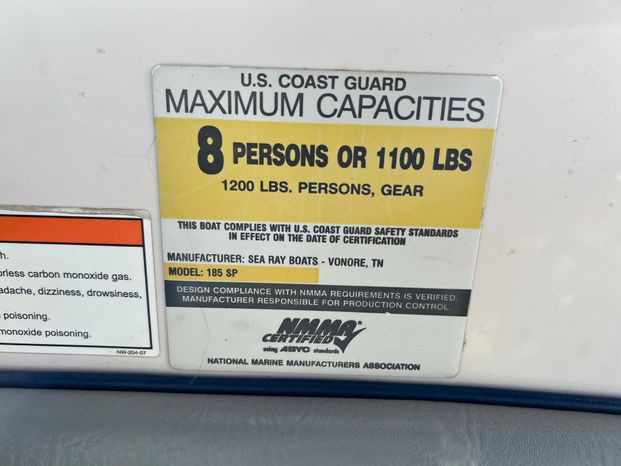 U.S. COAST GUARD
MAXIMUM CAPACITIES
8 PERSONS OR 1100 LBS
1200 LBS. PERSONS, GEAR
THIS BOAT COMPLIES WITH U.S. COAST GUARD SAFETY STANDARDS
IN EFFECT ON THE DATE OF CERTIFICATION
MANUFACTURER: SEA RAY BOATS - VONORE, TN
MODEL: 185 SP
DESIGN COMPLIANCE WITH NMMA REQUIREMENTS IS VERIFIED.
MANUFACTURER RESPONSIBLE FOR PRODUCTION CONTROL.
NMMA
CERTIFIED
using ABYC standards
NATIONAL MARINE MANUFACTURERS ASSOCIATION
h.
orless carbon monoxide gas.
adache, dizziness, drowsiness,
poisoning.
monoxide poisoning.
NW-204-07